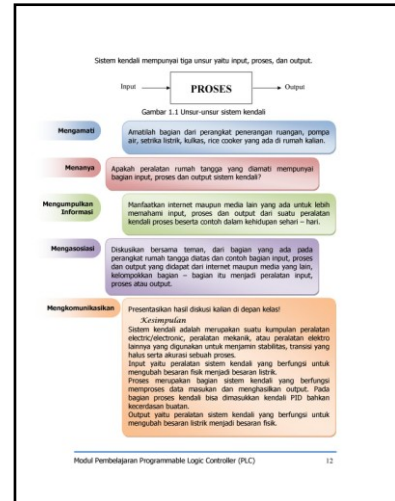 Sistem kendali mempunyai tiga unsur yaitu input, proses, dan output.
Input
PROSES
Output
Gambar 1.1 Unsur-unsur sistem kendali
Mengamati
Amatilah bagian dari perangkat penerangan ruangan, pompa
air, setrika listrik, kulkas, rice cooker yang ada di rumah kalian.
Menanya
Apakah peralatan rumah tangga yang diamati mempunyai
bagian input, proses dan output sistem kendali?
Mengumpulkan
Informasi
Manfaatkan internet maupun media lain yang ada untuk lebih
memahami input, proses dan output dari suatu peralatan
kendali proses beserta contoh dalam kehidupan sehari – hari.
Mengasosiasi
Diskusikan bersama teman, dari bagian yang ada pada
perangkat rumah tangga diatas dan contoh bagian input, proses
dan output yang didapat dari internet maupun media yang lain,
kelompokkan bagian – bagian itu menjadi peralatan input,
proses atau output.
Mengkomunikasikan
Presentasikan hasil diskusi kalian di depan kelas!
Kesimpulan
Sistem kendali adalah merupakan suatu kumpulan peralatan
electric/electronic, peralatan mekanik, atau peralatan elektro
lainnya yang digunakan untuk menjamin stabilitas, transisi yang
halus serta akurasi sebuah proses.
Input yaitu peralatan sistem kendali yang berfungsi untuk
mengubah besaran fisik menjadi besaran listrik.
Proses merupakan bagian sistem kendali yang berfungsi
memproses data masukan dan menghasilkan output. Pada
bagian proses kendali bisa dimasukkan kendali PID bahkan
kecerdasan buatan.
Output yaitu peralatan sistem kendali yang berfungsi untuk
mengubah besaran listrik menjadi besaran fisik.
Modul Pembelajaran Programmable Logic Controller (PLC) 12